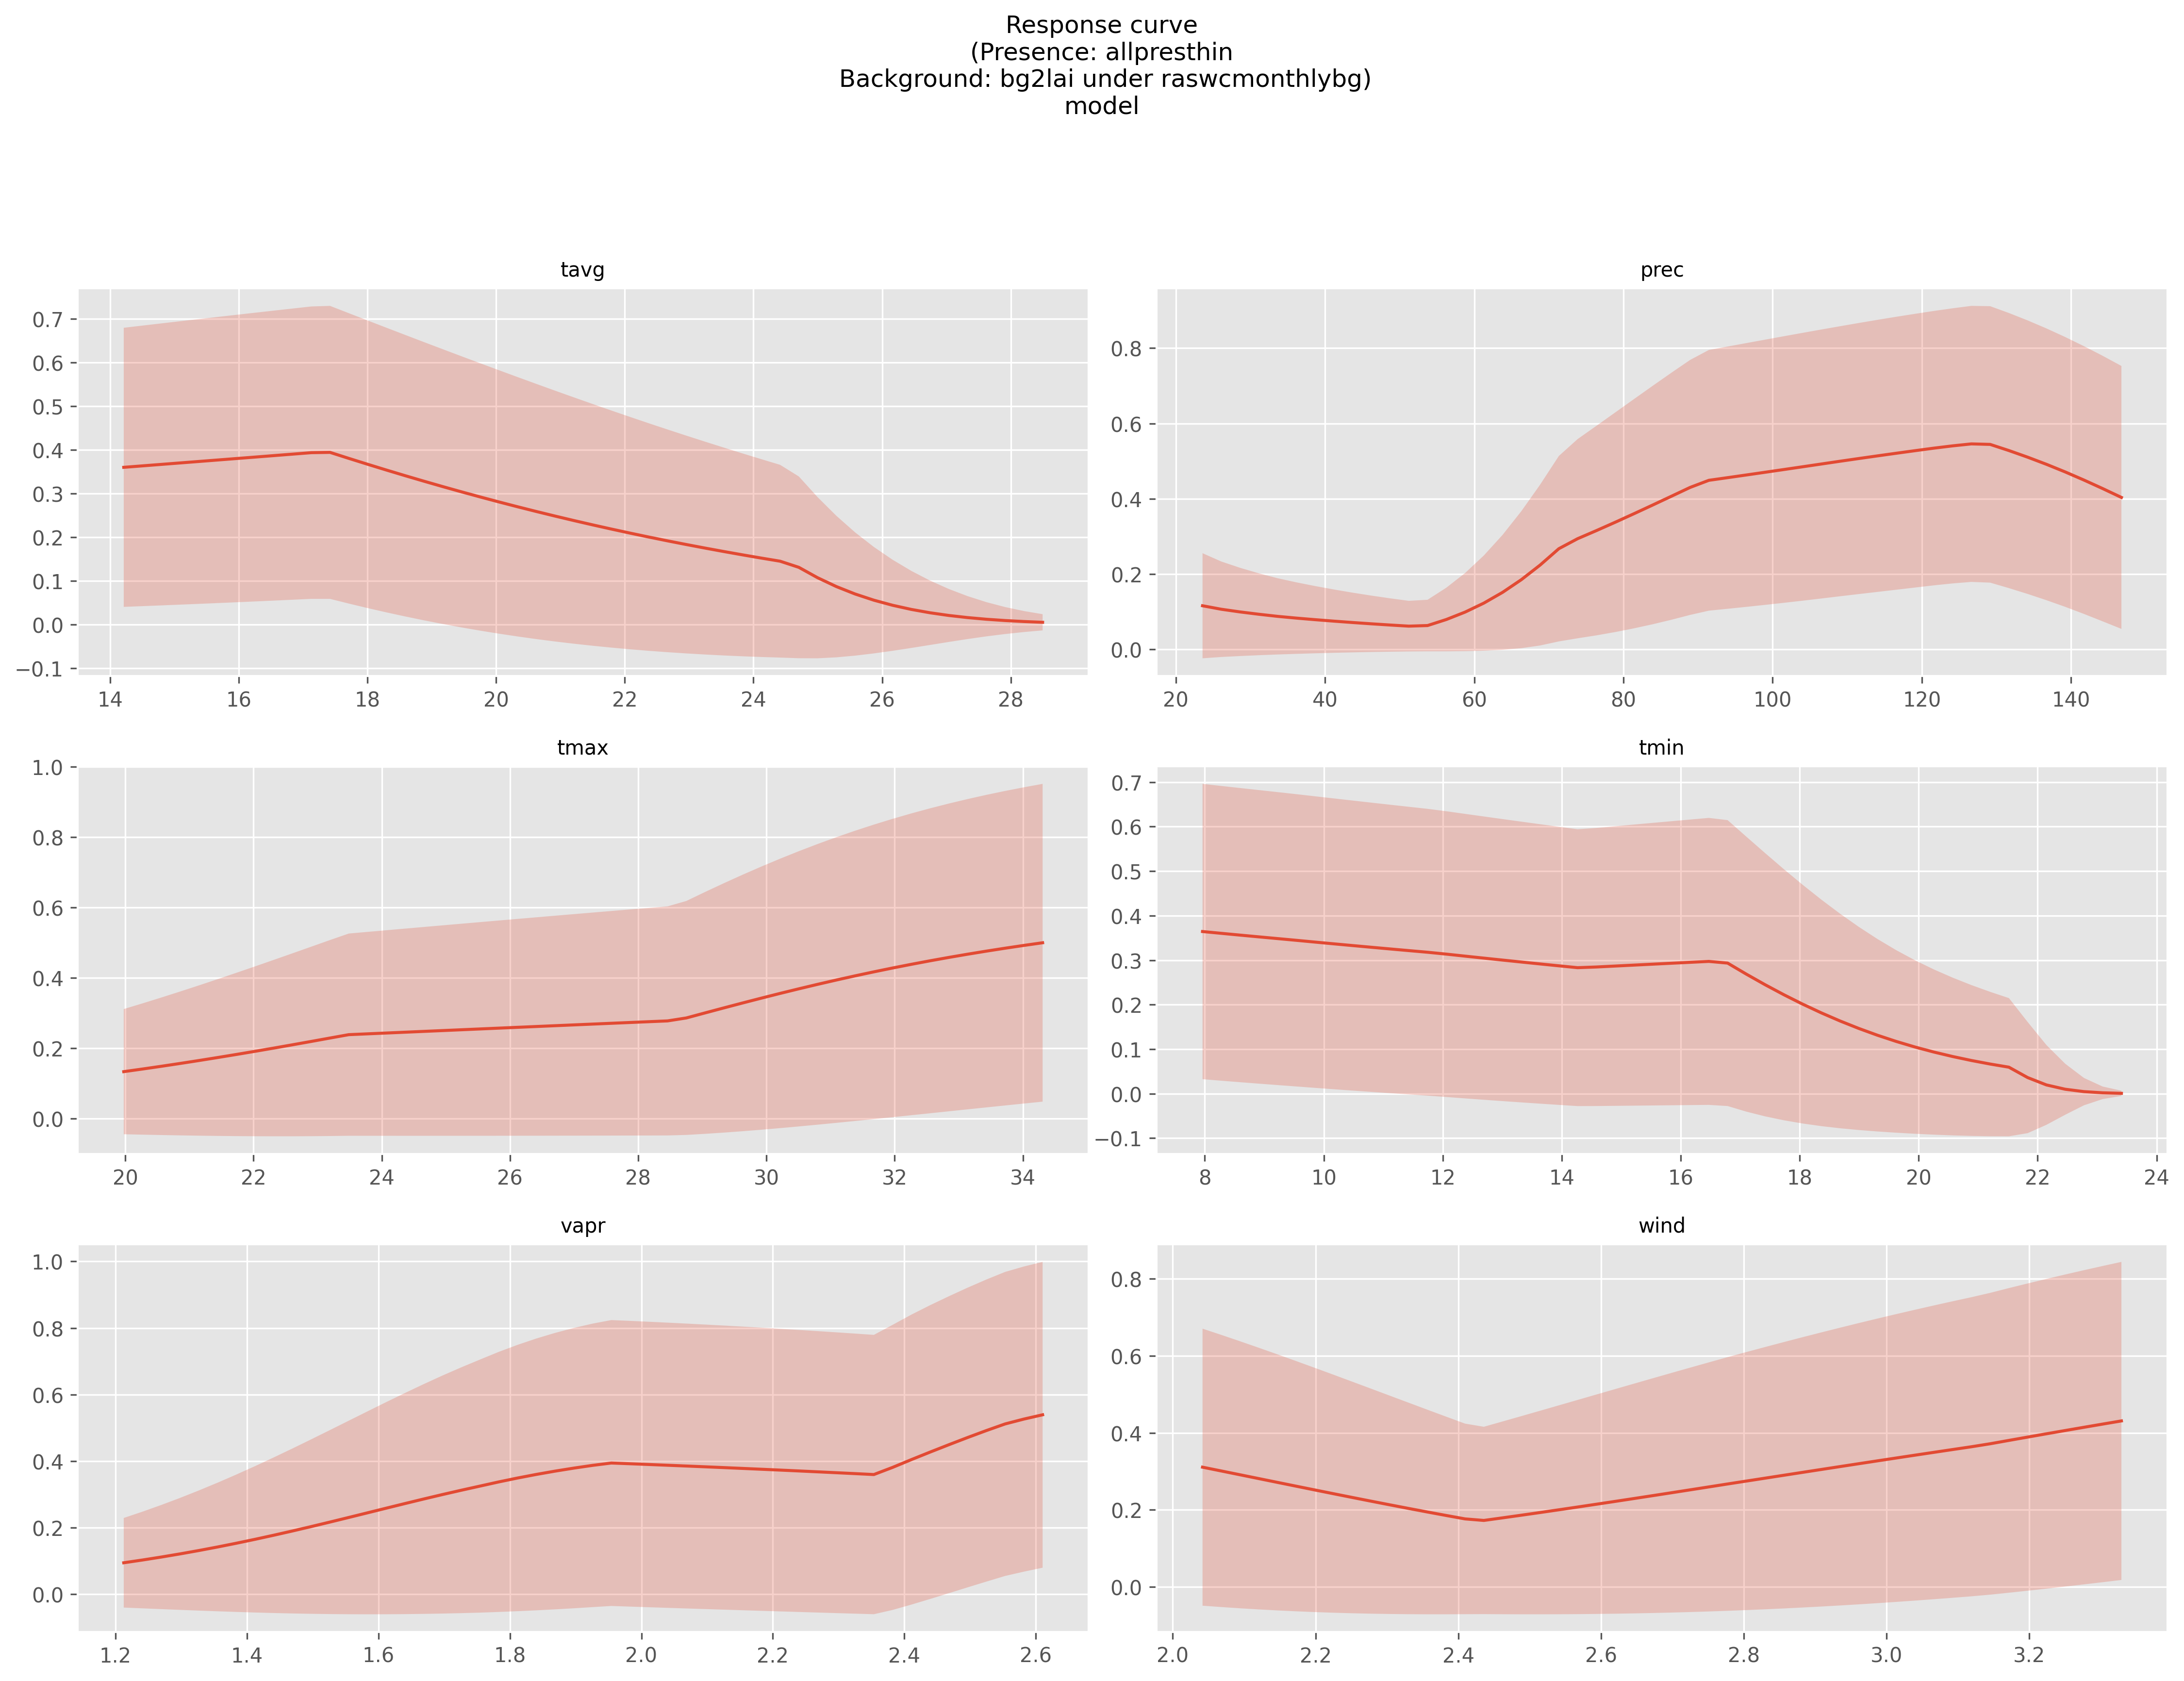 Response curve
(Presence: allpresthin
Background: bg2lai under raswcmonthlybg)
model
tavg
0.7
0.6
0.5
0.4
0.3
0.2
0.1
0.0
−0.1
14 16 18 20 22 24 26 28
prec
0.8
0.6
0.4
0.2
0.0
20 40 60 80 100 120 140
tmax
1.0
0.8
0.6
0.4
0.2
0.0
20 22 24 26 28 30 32 34
tmin
0.7
0.6
0.5
0.4
0.3
0.2
0.1
0.0
−0.1
8 10 12 14 16 18 20 22 24
vapr
1.0
0.8
0.6
0.4
0.2
0.0
1.2 1.4 1.6 1.8 2.0 2.2 2.4 2.6
wind
0.8
0.6
0.4
0.2
0.0
2.0 2.2 2.4 2.6 2.8 3.0 3.2